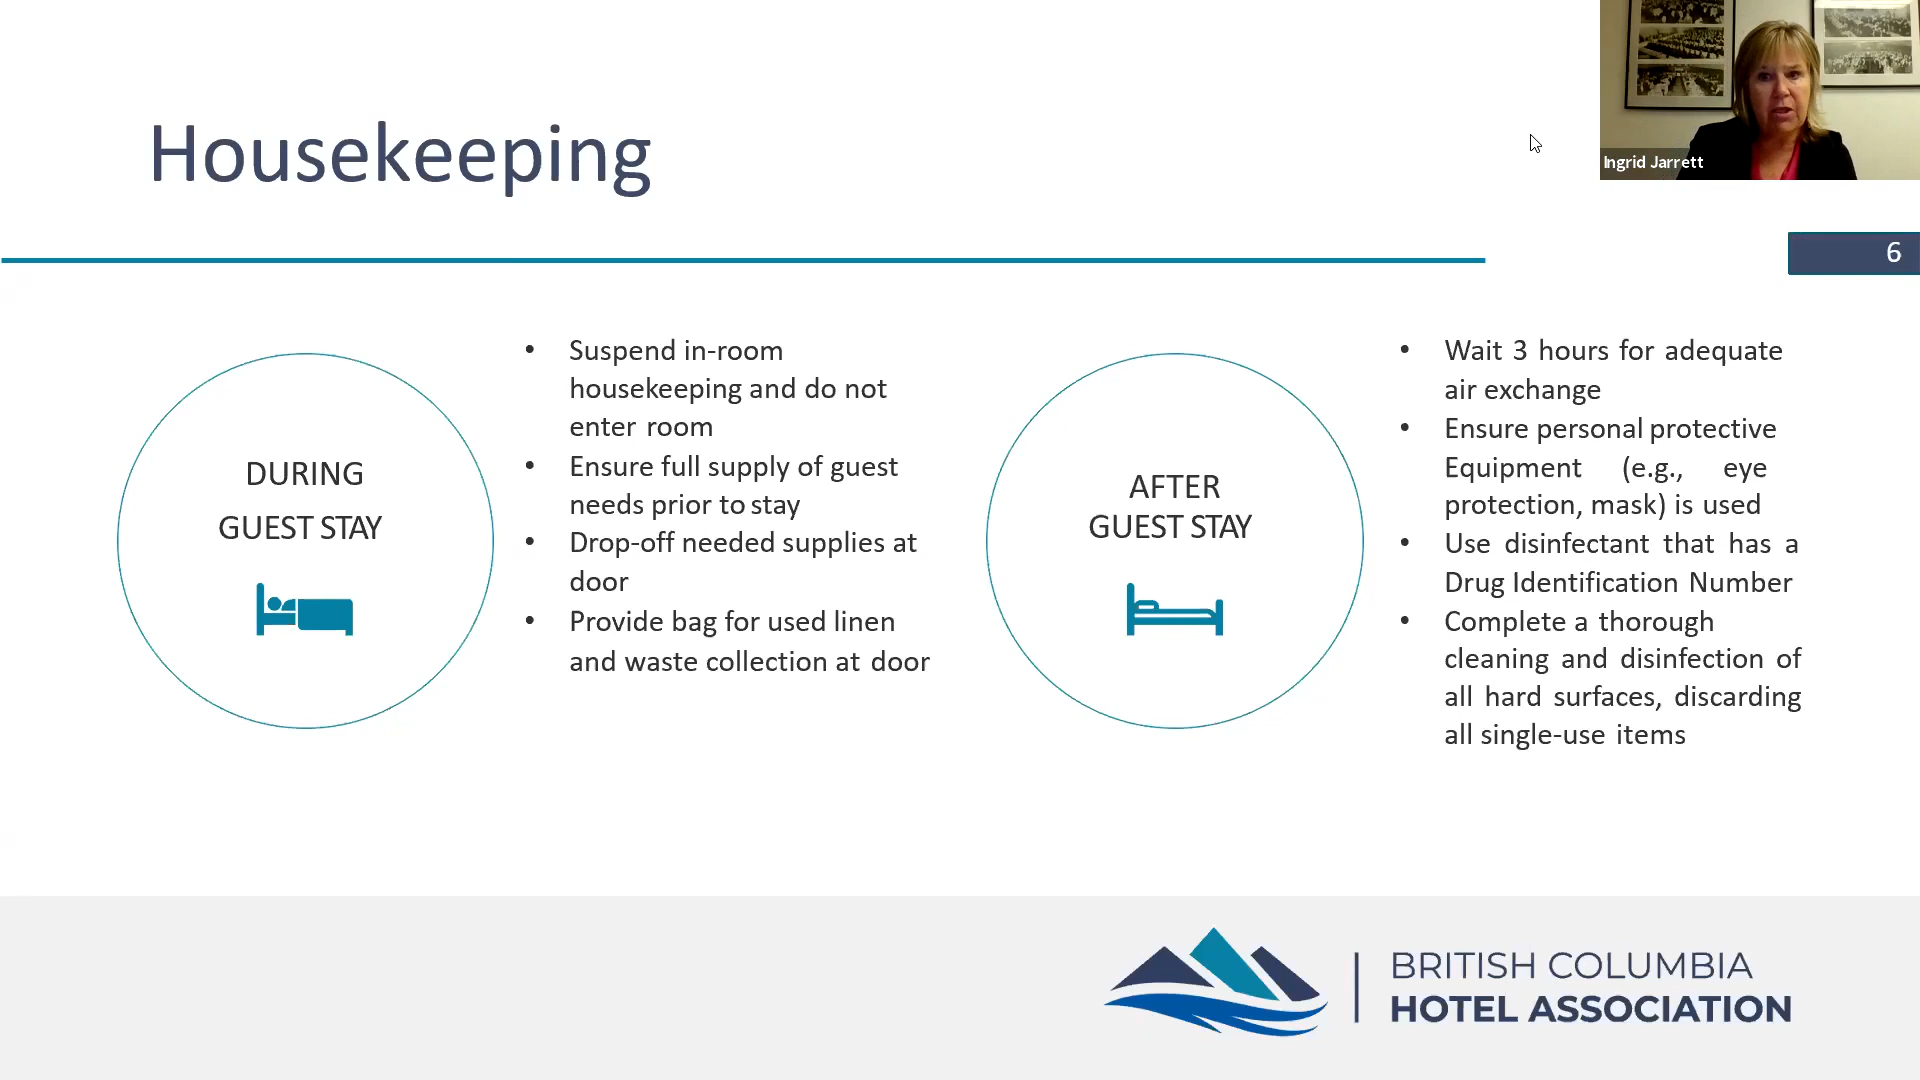 Housekeeping
Ingrid Jarrett
6
DURING
GUEST STAY
• Suspend in-room
housekeeping and do not
enter room
• Ensure full supply of guest
needs prior to stay
• Drop-off needed supplies at
door
• Provide bag for used linen
and waste collection at door
AFTER
GUEST STAY
• Wait 3 hours for adequate
air exchange
• Ensure personal protective
Equipment (e.g., eye
protection, mask) is used
• Use disinfectant that has a
Drug Identification Number
• Complete a thorough
cleaning and disinfection of
all hard surfaces, discarding
all single-use items
BRITISH COLUMBIA
HOTEL ASSOCIATION